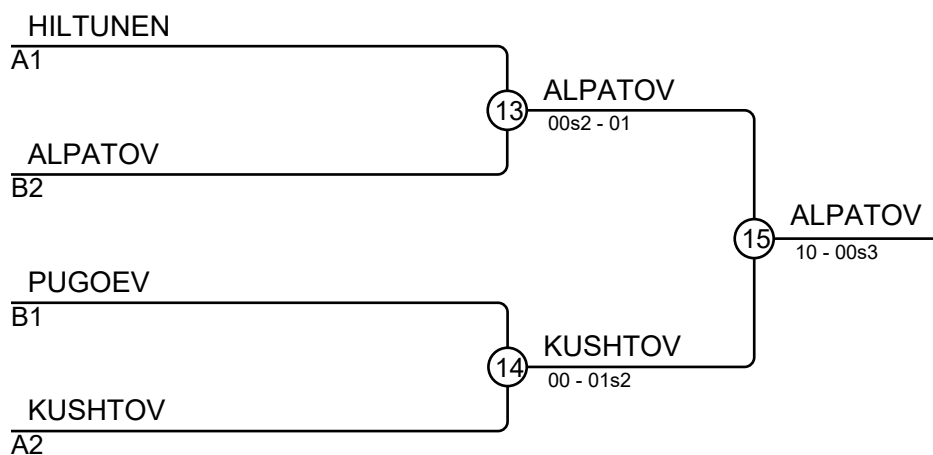 HILTUNEN
A1
13
ALPATOV
00s2 - 01
ALPATOV
B2
15
ALPATOV
10 - 00s3
PUGOEV
B1
14
KUSHTOV
00 - 01s2
KUSHTOV
A2